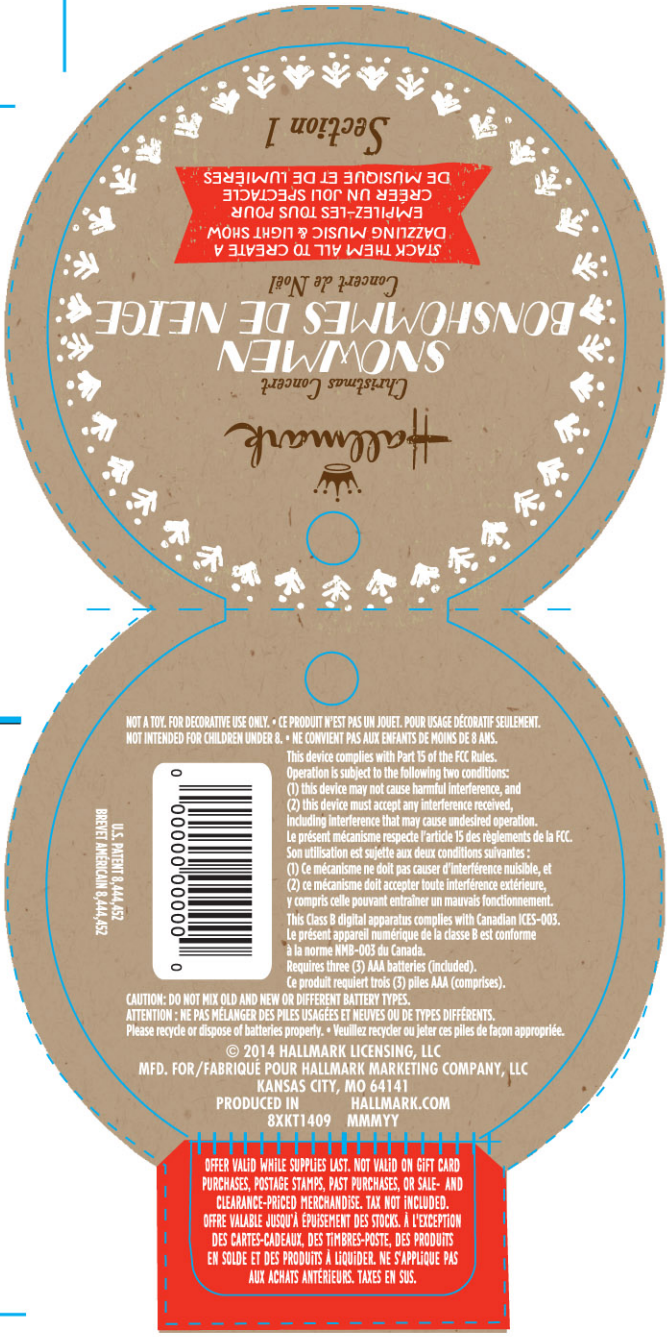 Hallmark
Christmas Concert
SNOWMEN
BONSHOMMES DE NEIGE
Concert de Noël
STACK THEM ALL TO CREATE A
DAZZLING MUSIC & LIGHT SHOW
EMPILEZ-LES TOUS POUR
CRÉER UN JOLI SPECTACLE
DE MUSIQUE ET DE LUMIÈRES
Section 1
NOT A TOY. FOR DECORATIVE USE ONLY. • CE PRODUIT N'EST PAS UN JOUET. POUR USAGE DÉCORATIF SEULEMENT.
NOT INTENDED FOR CHILDREN UNDER 8. • NE CONVIENT PAS AUX ENFANTS DE MOINS DE 8 ANS.
This device complies with Part 15 of the FCC Rules.
Operation is subject to the following two conditions:
(1) this device may not cause harmful interference, and
(2) this device must accept any interference received,
including interference that may cause undesired operation.
Le présent mécanisme respecte l'article 15 des règlements de la FCC.
Son utilisation est sujette aux deux conditions suivantes :
(1) Ce mécanisme ne doit pas causer d'interférence nuisible, et
(2) ce mécanisme doit accepter toute interférence extérieure,
y compris celle pouvant entraîner un mauvais fonctionnement.
This Class B digital apparatus complies with Canadian ICES-003.
Le présent appareil numérique de la classe B est conforme
à la norme NMB-003 du Canada.
Requires three (3) AAA batteries (included).
Ce produit requiert trois (3) piles AAA (comprises).
0 00000 00000 0
U.S. PATENT 8,444,452
BREVET AMÉRICAIN 8,444,452
CAUTION: DO NOT MIX OLD AND NEW OR DIFFERENT BATTERY TYPES.
ATTENTION : NE PAS MÉLANGER DES PILES USAGÉES ET NEUVES OU DE TYPES DIFFÉRENTS.
Please recycle or dispose of batteries properly. • Veuillez recycler ou jeter ces piles de façon appropriée.
© 2014 HALLMARK LICENSING, LLC
MFD. FOR/FABRIQUÉ POUR HALLMARK MARKETING COMPANY, LLC
KANSAS CITY, MO 64141
PRODUCED IN HALLMARK.COM
8XKT1409 MMMYY
OFFER VALID WHILE SUPPLIES LAST. NOT VALID ON GIFT CARD
PURCHASES, POSTAGE STAMPS, PAST PURCHASES, OR SALE- AND
CLEARANCE-PRICED MERCHANDISE. TAX NOT INCLUDED.
OFFRE VALABLE JUSQU'À ÉPUISEMENT DES STOCKS. À L'EXCEPTION
DES CARTES-CADEAUX, DES TIMBRES-POSTE, DES PRODUITS
EN SOLDE ET DES PRODUITS À LIQUIDER. NE S'APPLIQUE PAS
AUX ACHATS ANTÉRIEURS. TAXES EN SUS.